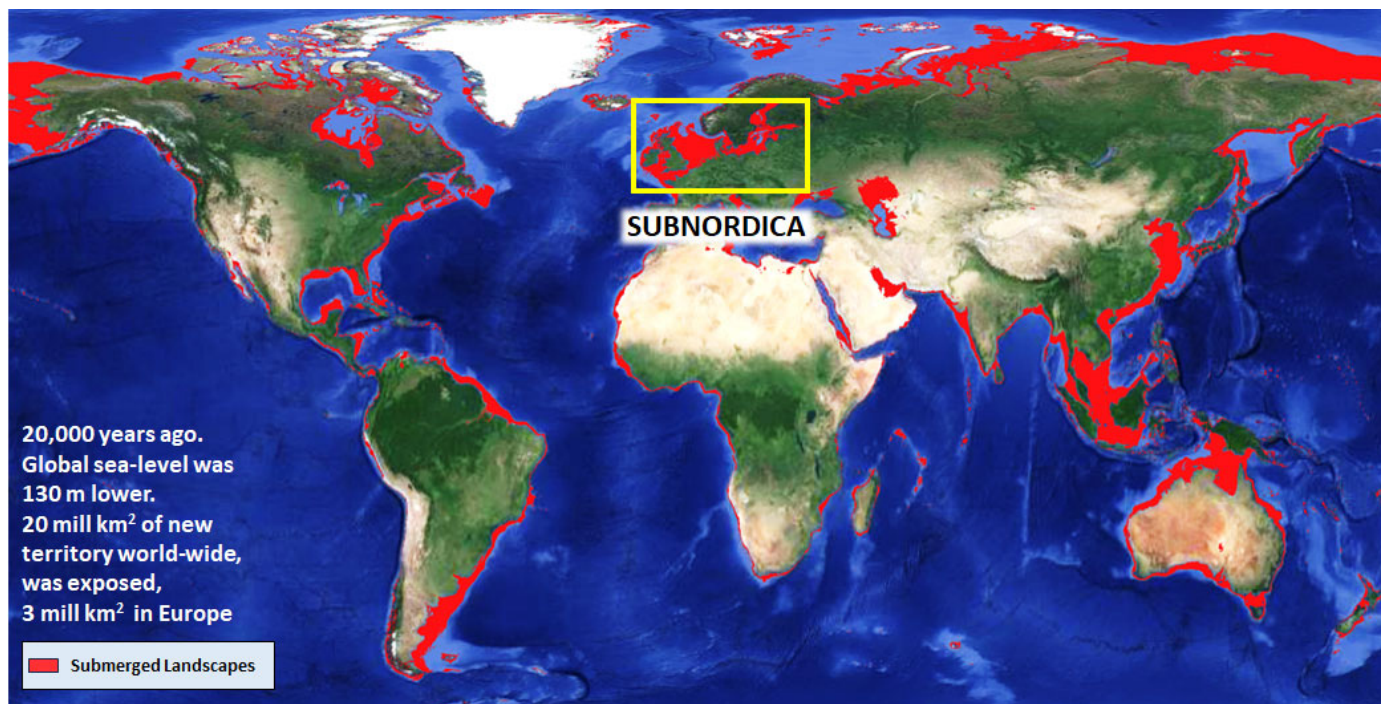 SUBNORDICA
20,000 years ago.
Global sea-level was
130 m lower.
20 mill km² of new
territory world-wide,
was exposed,
3 mill km² in Europe
Submerged Landscapes